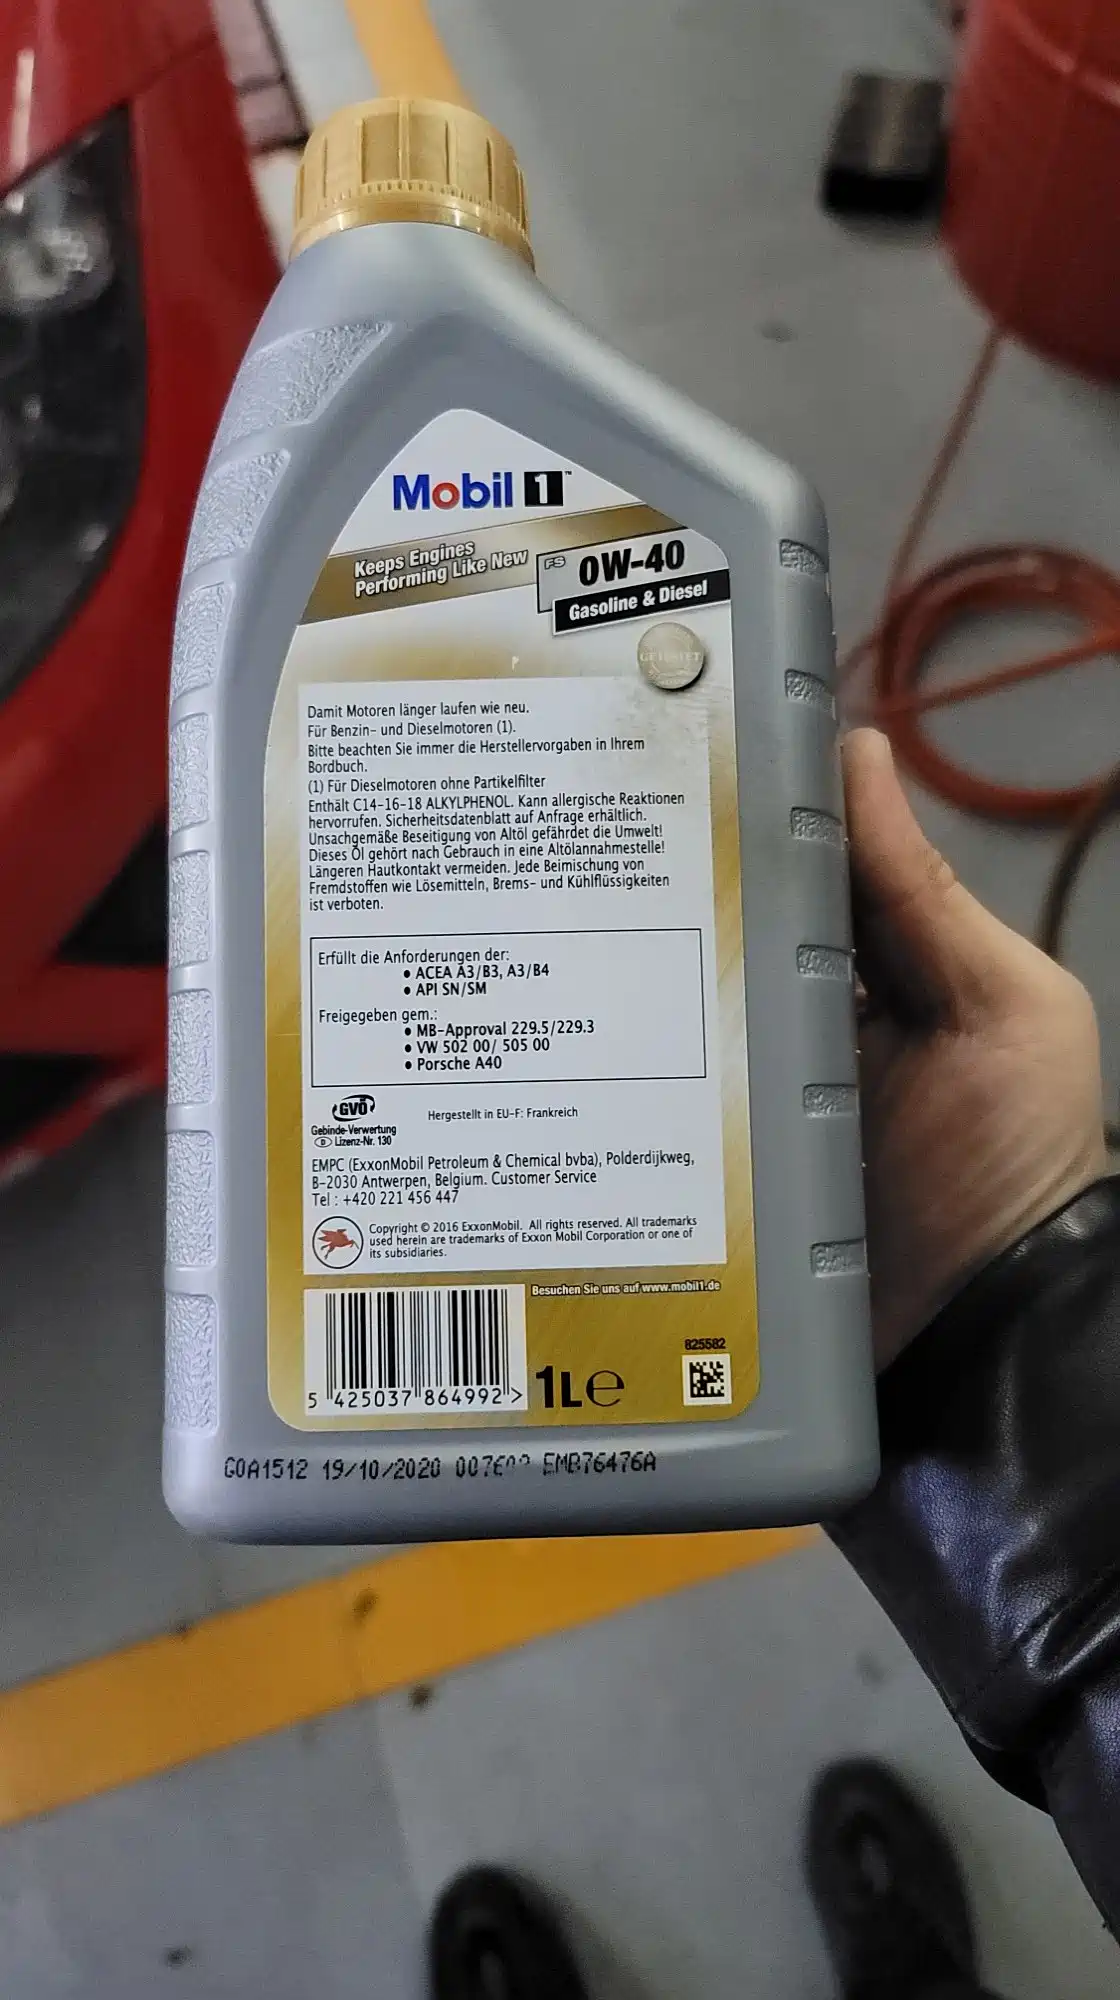 Mobil 1™
Keeps Engines
Performing Like New
FS 0W-40
Gasoline & Diesel
GETESTET
Damit Motoren länger laufen wie neu.
Für Benzin- und Dieselmotoren (1).
Bitte beachten Sie immer die Herstellervorgaben in Ihrem
Bordbuch.
(1) Für Dieselmotoren ohne Partikelfilter
Enthält C14-16-18 ALKYLPHENOL. Kann allergische Reaktionen
hervorrufen. Sicherheitsdatenblatt auf Anfrage erhältlich.
Unsachgemäße Beseitigung von Altöl gefährdet die Umwelt!
Dieses Öl gehört nach Gebrauch in eine Altölannahmestelle!
Längeren Hautkontakt vermeiden. Jede Beimischung von
Fremdstoffen wie Lösemitteln, Brems- und Kühlflüssigkeiten
ist verboten.
Erfüllt die Anforderungen der:
• ACEA A3/B3, A3/B4
• API SN/SM
Freigegeben gem.:
• MB-Approval 229.5/229.3
• VW 502 00/ 505 00
• Porsche A40
GVÖ
Gebinde-Verwertung
D Lizenz-Nr. 130
Hergestellt in EU-F: Frankreich
EMPC (ExxonMobil Petroleum & Chemical bvba), Polderdijkweg,
B-2030 Antwerpen, Belgium. Customer Service
Tel : +420 221 456 447
Copyright © 2016 ExxonMobil. All rights reserved. All trademarks
used herein are trademarks of Exxon Mobil Corporation or one of
its subsidiaries.
Besuchen Sie uns auf www.mobil1.de
825582
5 425037 864992 >
1L℮
G0A1512 19/10/2020 EMB76476A